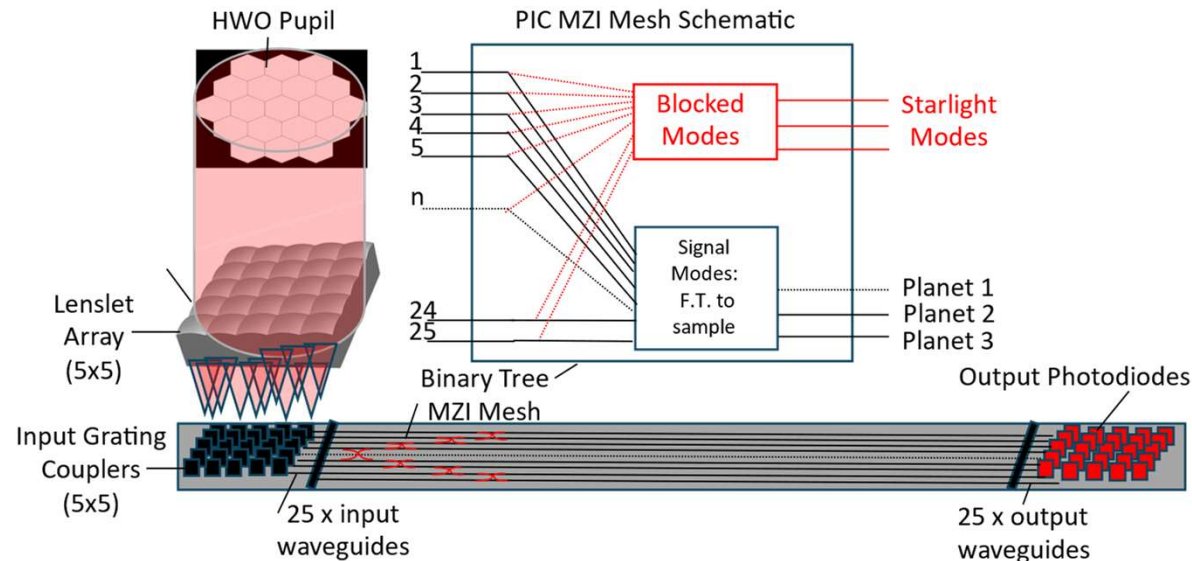 HWO Pupil
PIC MZI Mesh Schematic
1
2
3
4
5
n
24
25
Blocked
Modes
Starlight
Modes
Signal
Modes:
F.T. to
sample
Planet 1
Planet 2
Planet 3
Lenslet
Array
(5x5)
Binary Tree
MZI Mesh
Output Photodiodes
Input Grating
Couplers
(5x5)
25 x input
waveguides
25 x output
waveguides